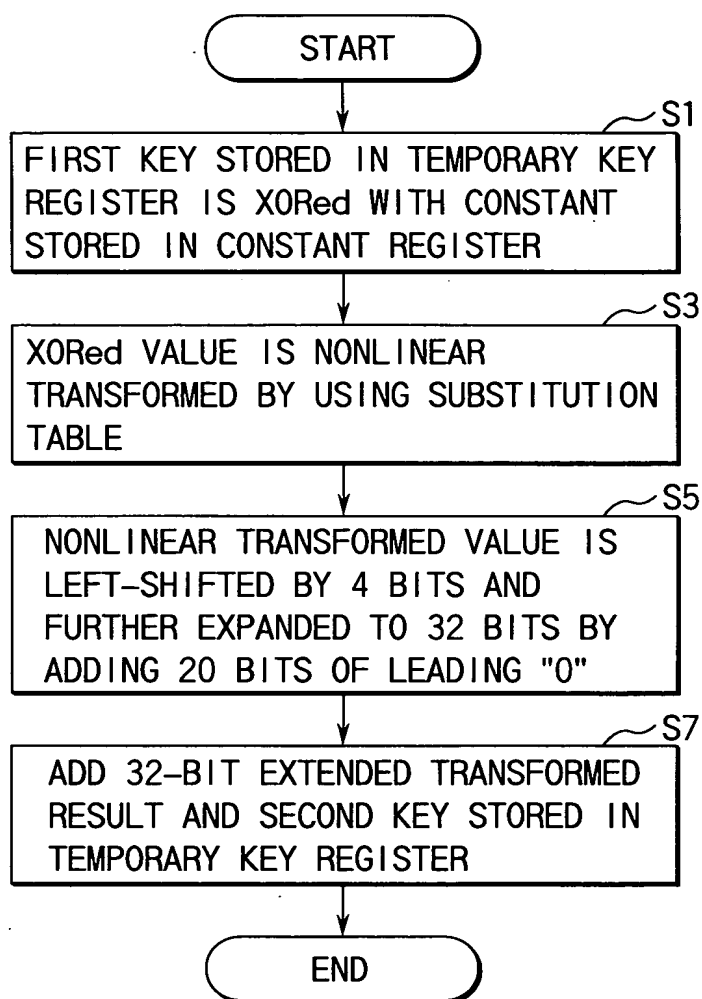 START
S1
FIRST KEY STORED IN TEMPORARY KEY
REGISTER IS XORed WITH CONSTANT
STORED IN CONSTANT REGISTER
S3
XORed VALUE IS NONLINEAR
TRANSFORMED BY USING SUBSTITUTION
TABLE
S5
NONLINEAR TRANSFORMED VALUE IS
LEFT-SHIFTED BY 4 BITS AND
FURTHER EXPANDED TO 32 BITS BY
ADDING 20 BITS OF LEADING "0"
S7
ADD 32-BIT EXTENDED TRANSFORMED
RESULT AND SECOND KEY STORED IN
TEMPORARY KEY REGISTER
END